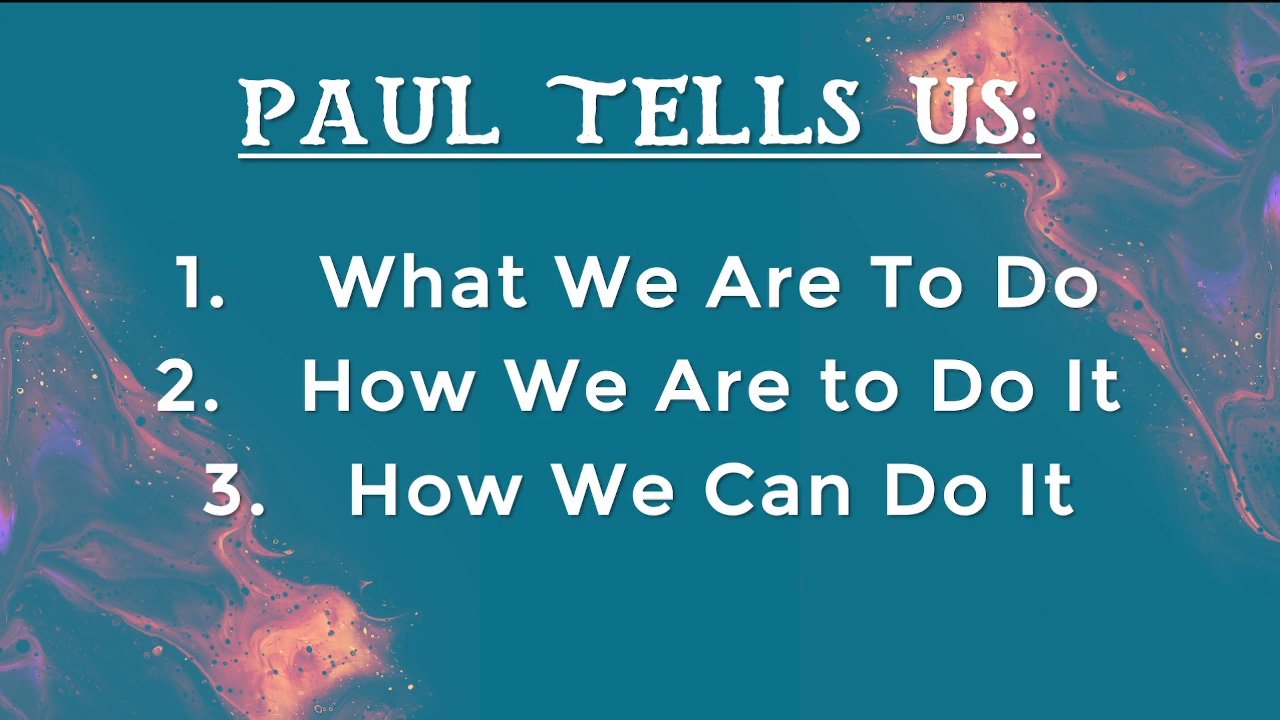 PAUL TELLS US:
1. What We Are To Do
2. How We Are to Do It
3. How We Can Do It